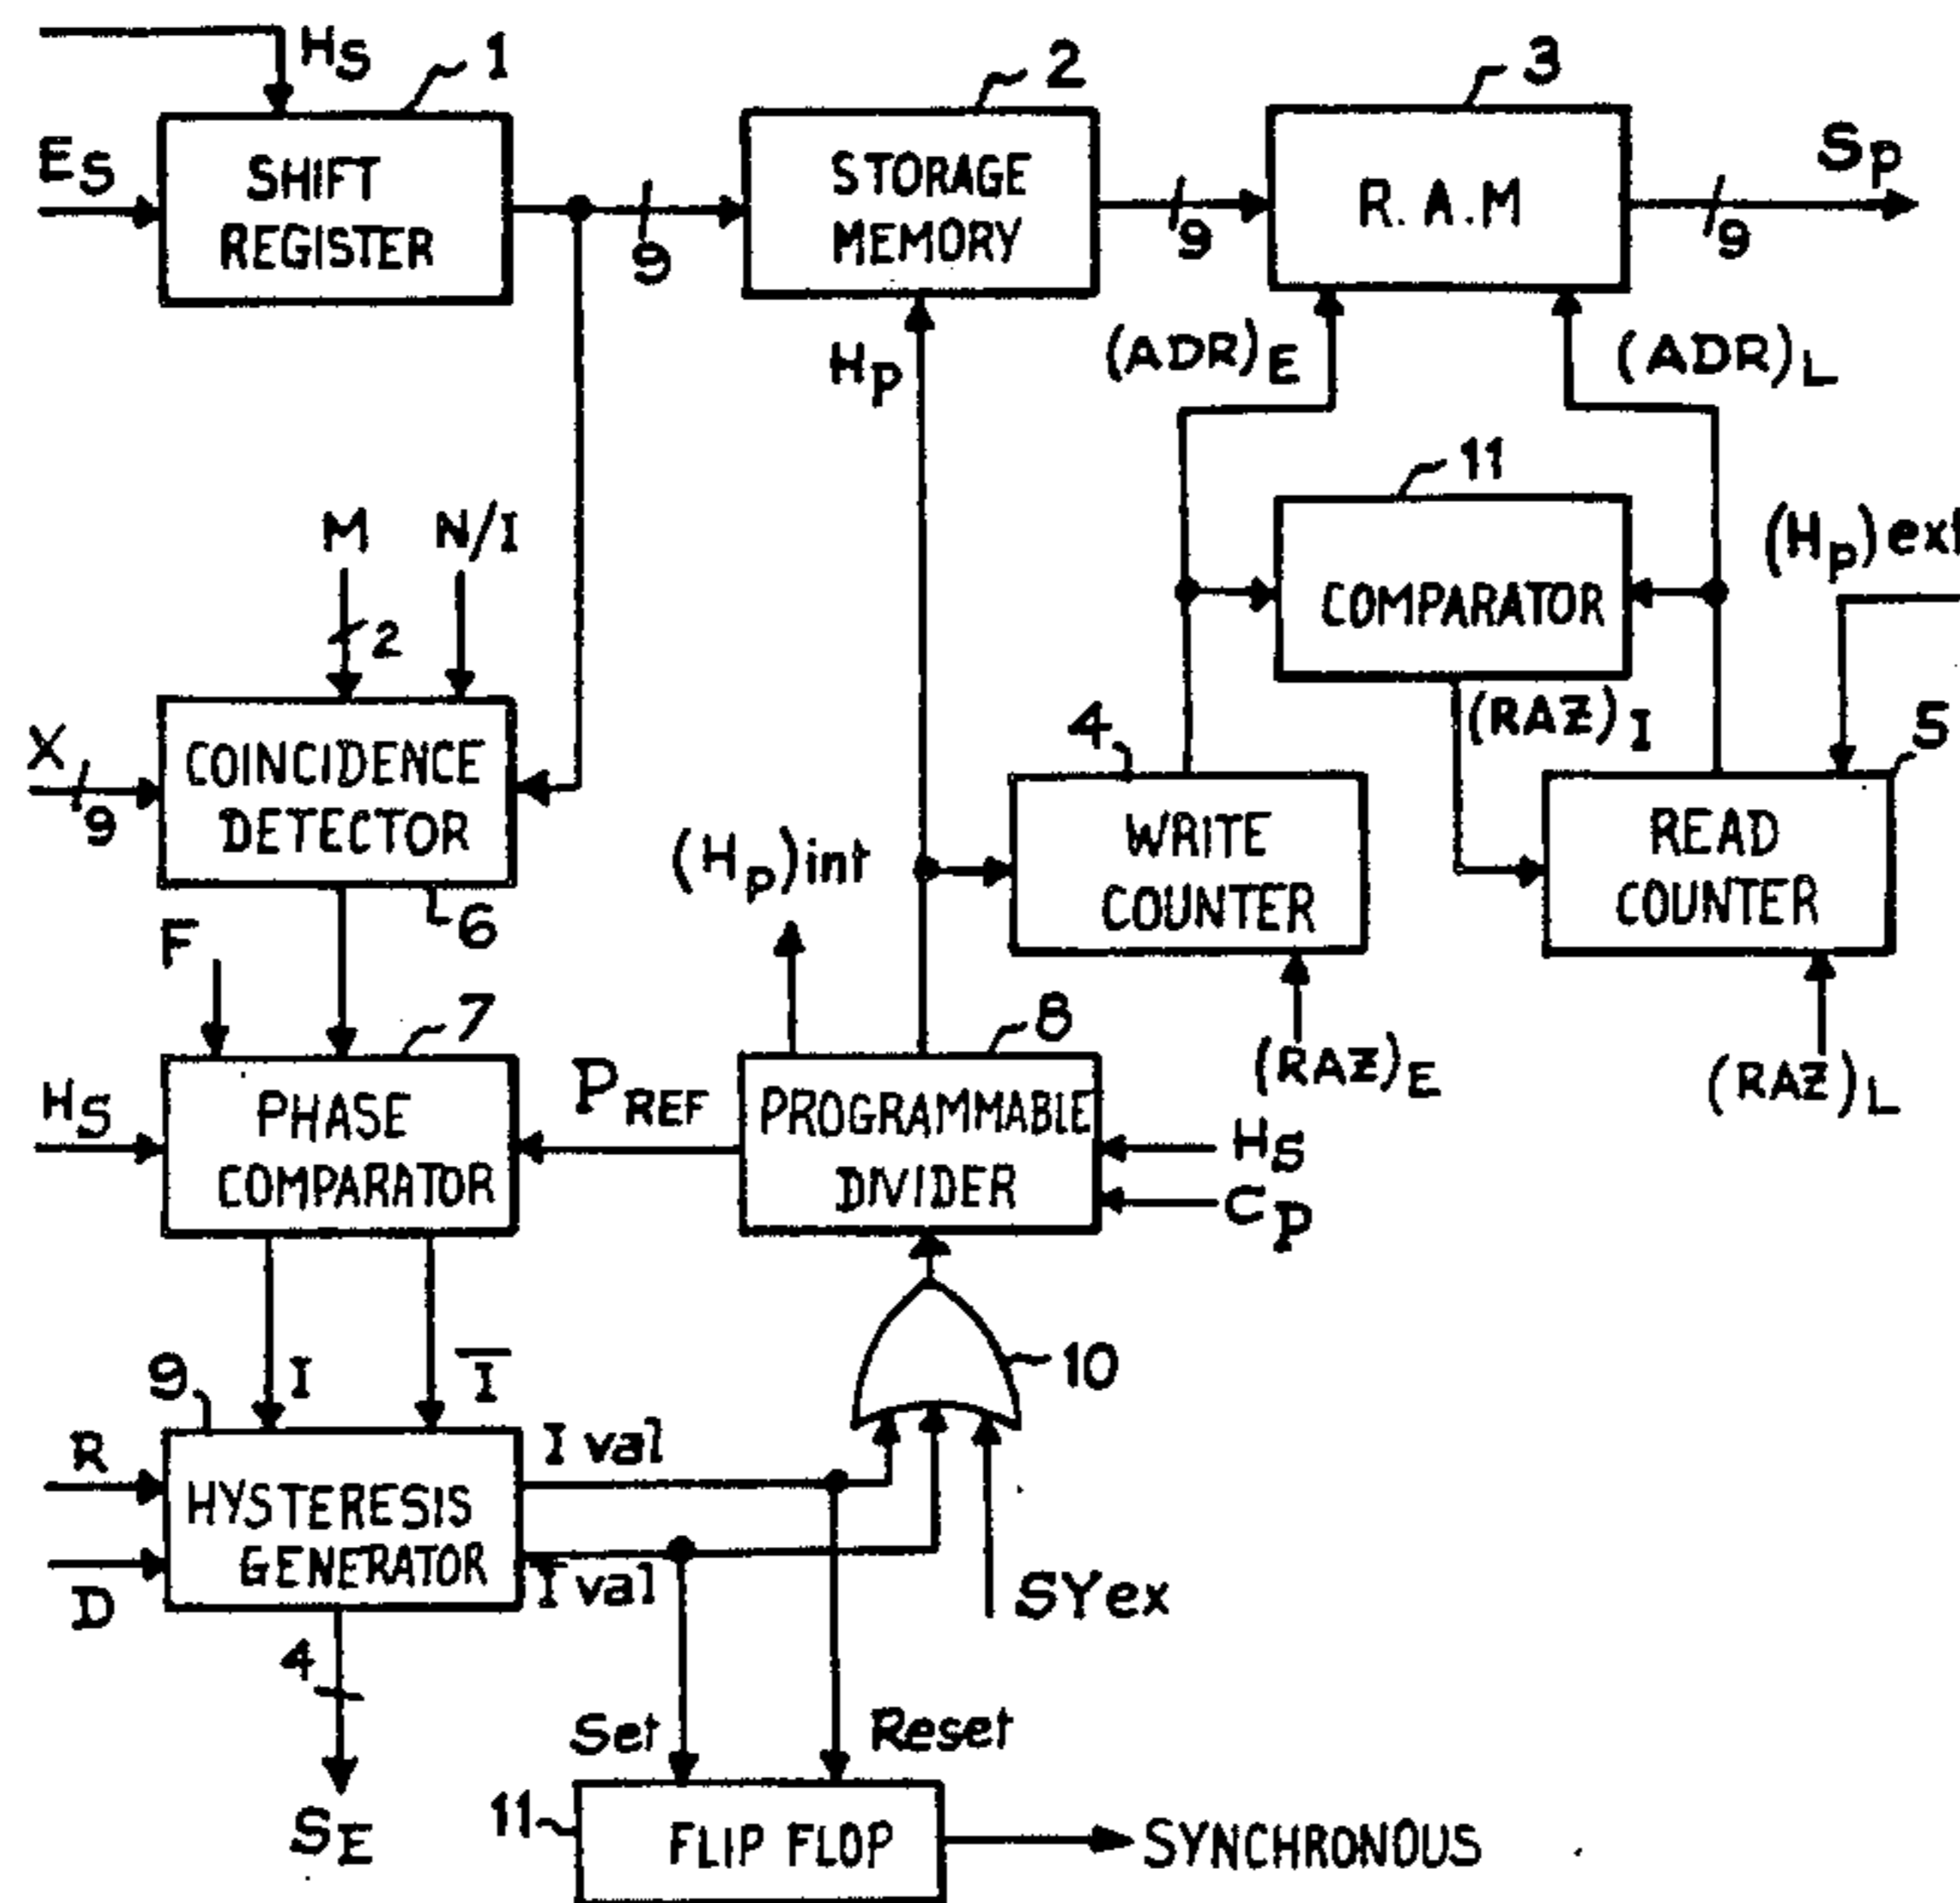 HS
1
2
3
ES
SHIFT
REGISTER
9
STORAGE
MEMORY
9
R.A.M
9
SP
HP
(ADR)E
(ADR)L
11
M
N/I
2
(HP)ext
COMPARATOR
X
9
COINCIDENCE
DETECTOR
6
(RAZ)I
4
5
(HP)int
WRITE
COUNTER
READ
COUNTER
F
7
8
(RAZ)E
(RAZ)L
HS
PHASE
COMPARATOR
PREF
PROGRAMMABLE
DIVIDER
HS
CP
10
9
I
I̅
R
D
HYSTERESIS
GENERATOR
I val
I̅ val
SYex
4
SE
Set
Reset
11
FLIP FLOP
SYNCHRONOUS